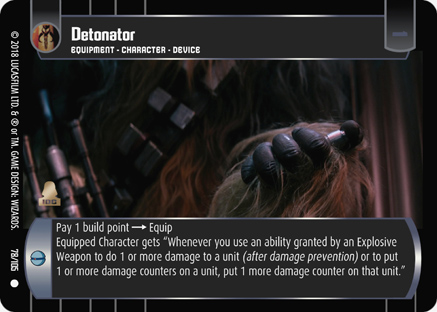 Detonator
EQUIPMENT - CHARACTER - DEVICE
© 2018 LUCASFILM LTD. & ® or TM. GAME DESIGN: WIZARDS.
78/105
Pay 1 build point → Equip
Equipped Character gets “Whenever you use an ability granted by an Explosive
Weapon to do 1 or more damage to a unit (after damage prevention) or to put
1 or more damage counters on a unit, put 1 more damage counter on that unit.”